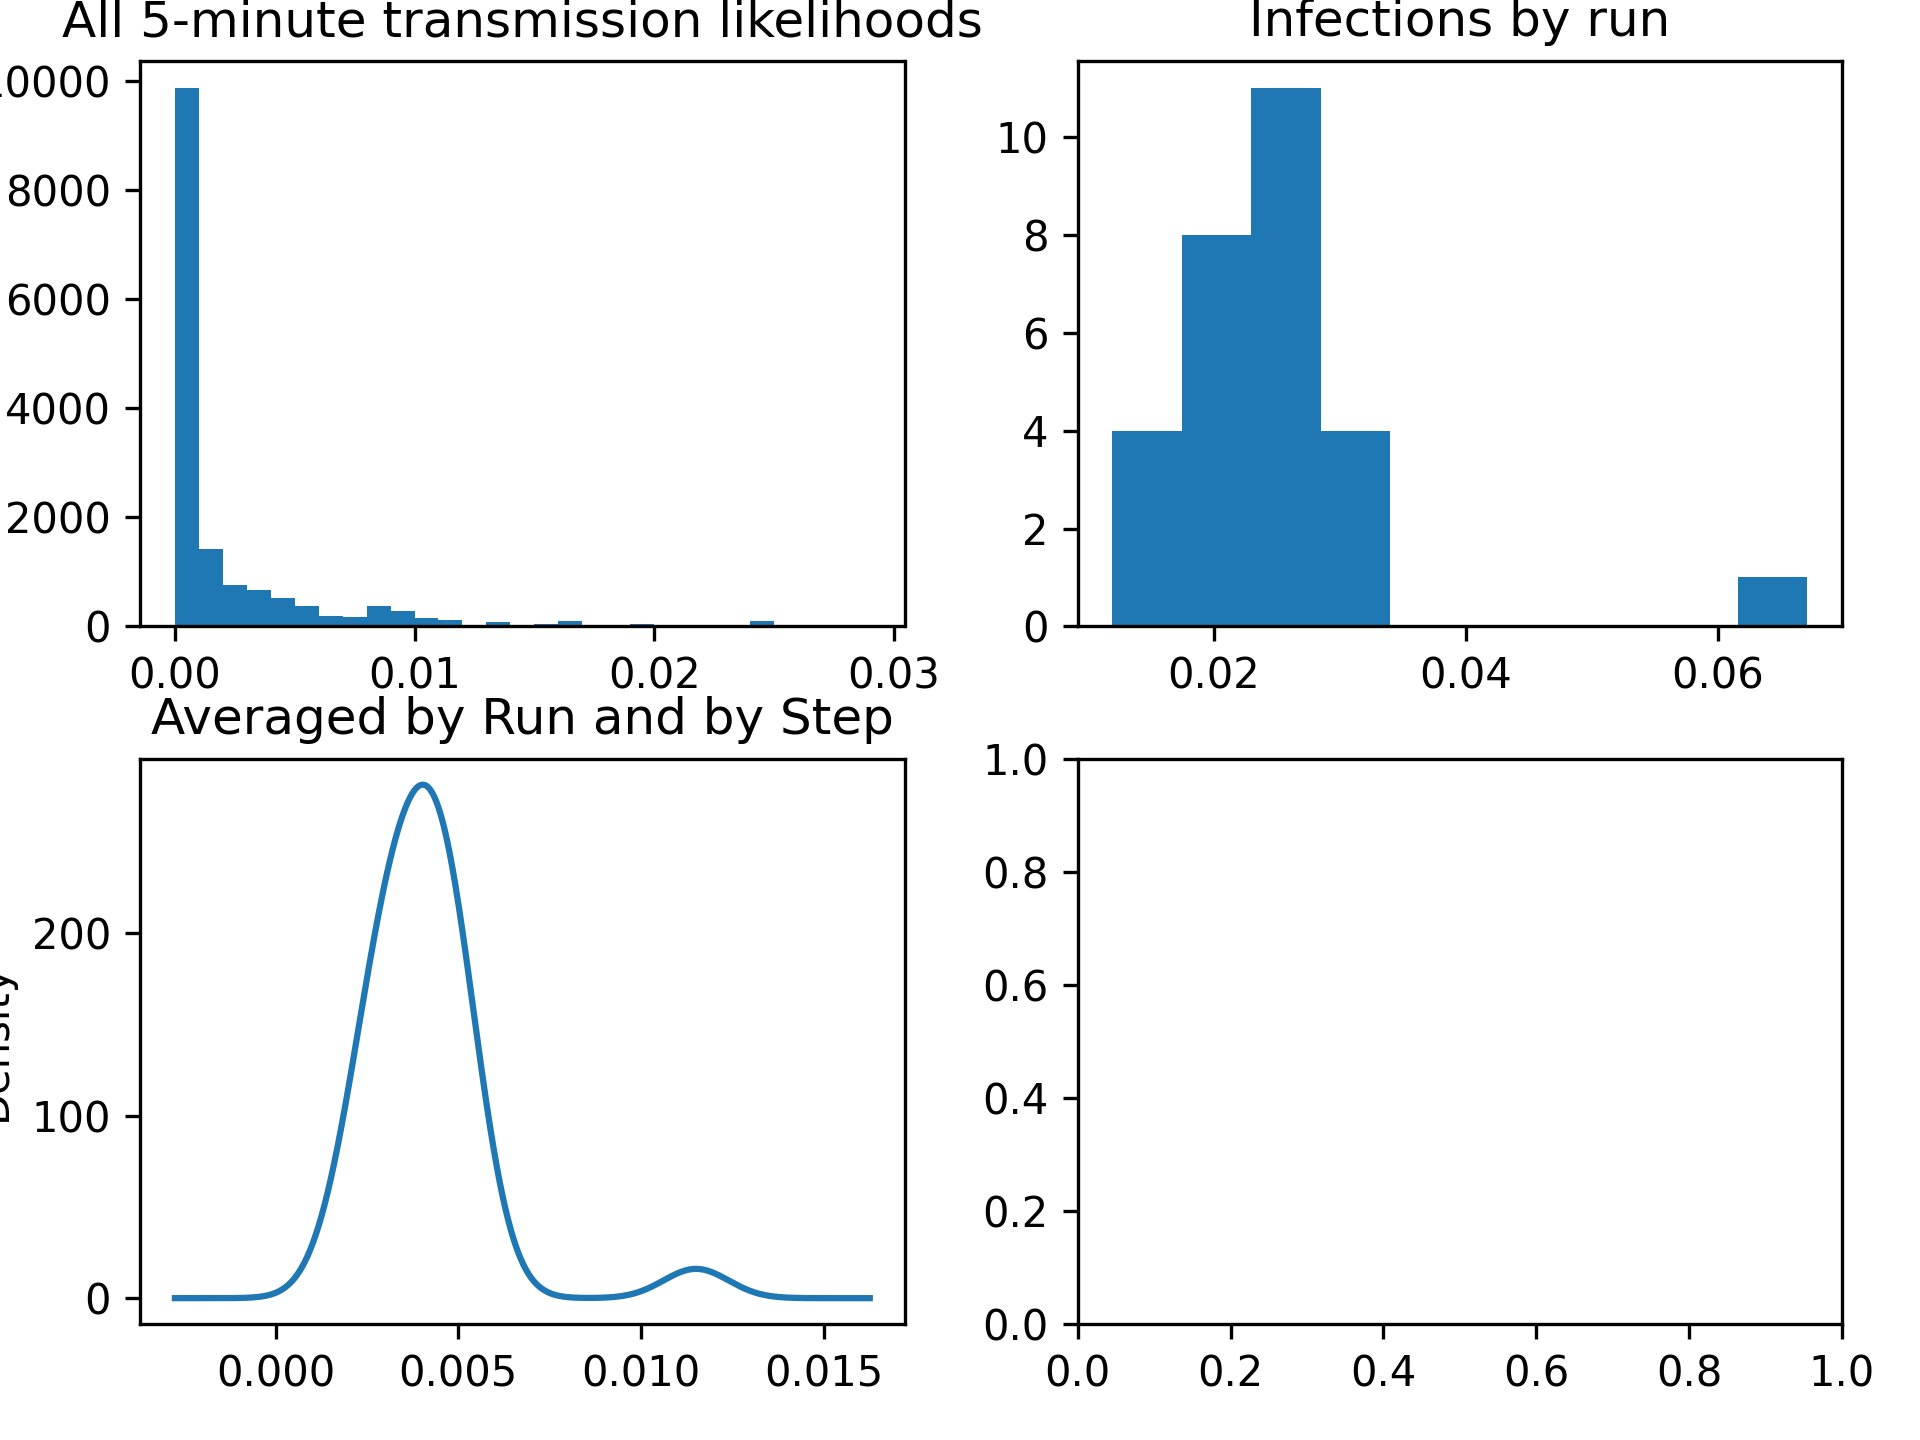 All 5-minute transmission likelihoods
10000
8000
6000
4000
2000
0
0.00 0.01 0.02 0.03
Infections by run
10
8
6
4
2
0
0.02 0.04 0.06
Averaged by Run and by Step
Density
200
100
0
0.000 0.005 0.010 0.015
1.0
0.8
0.6
0.4
0.2
0.0
0.0 0.2 0.4 0.6 0.8 1.0